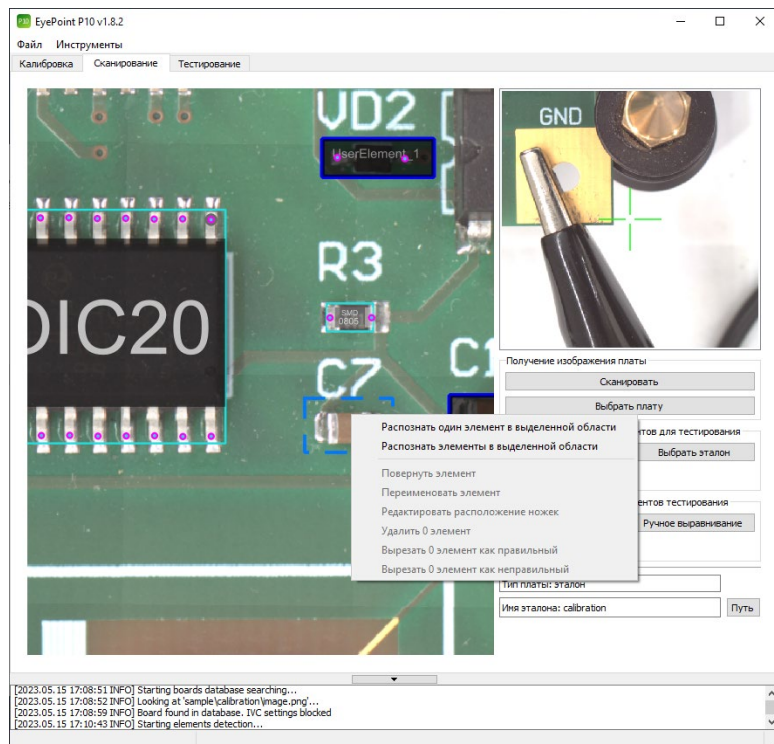 EyePoint P10 v1.8.2
Файл Инструменты
Калибровка Сканирование Тестирование
VD2
UserElement_1
GND
R3
SMD
0805
DIC20
C7
C1
Получение изображения платы
Сканировать
Выбрать плату
Распознать один элемент в выделенной области
Распознать элементы в выделенной области
Повернуть элемент
Переименовать элемент
Редактировать расположение ножек
Удалить 0 элемент
Вырезать 0 элемент как правильный
Вырезать 0 элемент как неправильный
нтов для тестирования
Выбрать эталон
ентов тестирования
Ручное выравнивание
Тип платы: эталон
Имя эталона: calibration Путь
[2023.05.15 17:08:51 INFO] Starting boards database searching...
[2023.05.15 17:08:52 INFO] Looking at 'sample\calibration\image.png'...
[2023.05.15 17:08:59 INFO] Board found in database. IVC settings blocked
[2023.05.15 17:10:43 INFO] Starting elements detection...